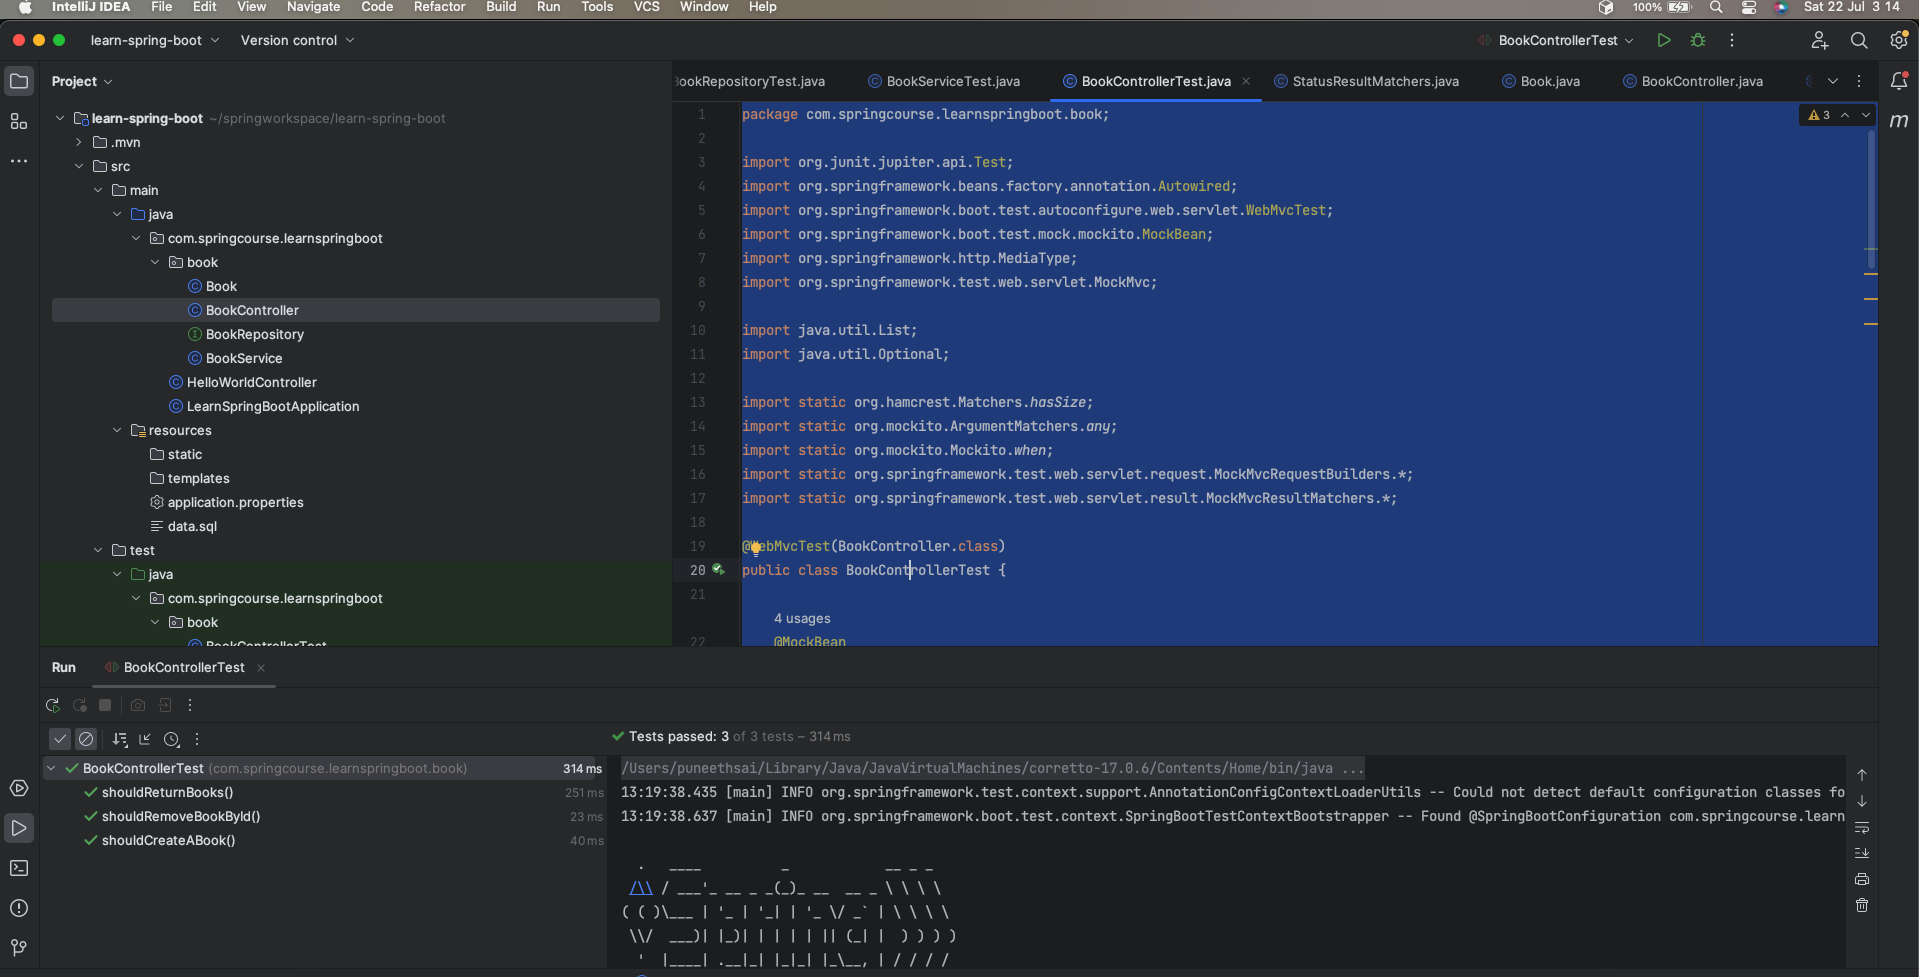 IntelliJ IDEA File Edit View Navigate Code Refactor Build Run Tools VCS Window Help 100% Sat 22 Jul 3 14
learn-spring-boot Version control BookControllerTest
Project
ookRepositoryTest.java BookServiceTest.java BookControllerTest.java StatusResultMatchers.java Book.java BookController.java
learn-spring-boot ~/springworkspace/learn-spring-boot
.mvn
src
main
java
com.springcourse.learnspringboot
book
Book
BookController
BookRepository
BookService
HelloWorldController
LearnSpringBootApplication
resources
static
templates
application.properties
data.sql
test
java
com.springcourse.learnspringboot
book
BookControllerTest
3
m
1 package com.springcourse.learnspringboot.book;
2
3 import org.junit.jupiter.api.Test;
4 import org.springframework.beans.factory.annotation.Autowired;
5 import org.springframework.boot.test.autoconfigure.web.servlet.WebMvcTest;
6 import org.springframework.boot.test.mock.mockito.MockBean;
7 import org.springframework.http.MediaType;
8 import org.springframework.test.web.servlet.MockMvc;
9
10 import java.util.List;
11 import java.util.Optional;
12
13 import static org.hamcrest.Matchers.hasSize;
14 import static org.mockito.ArgumentMatchers.any;
15 import static org.mockito.Mockito.when;
16 import static org.springframework.test.web.servlet.request.MockMvcRequestBuilders.*;
17 import static org.springframework.test.web.servlet.result.MockMvcResultMatchers.*;
18
19 @WebMvcTest(BookController.class)
20 public class BookControllerTest {
21
4 usages
22 @MockBean
Run BookControllerTest
Tests passed: 3 of 3 tests – 314 ms
BookControllerTest (com.springcourse.learnspringboot.book) 314 ms
shouldReturnBooks() 251 ms
shouldRemoveBookById() 23 ms
shouldCreateABook() 40 ms
/Users/puneethsai/Library/Java/JavaVirtualMachines/corretto-17.0.6/Contents/Home/bin/java ...
13:19:38.435 [main] INFO org.springframework.test.context.support.AnnotationConfigContextLoaderUtils -- Could not detect default configuration classes fo
13:19:38.637 [main] INFO org.springframework.boot.test.context.SpringBootTestContextBootstrapper -- Found @SpringBootConfiguration com.springcourse.learn
  .   ____          _            __ _ _
 /\\ / ___'_ __ _ _(_)_ __  __ _ \ \ \ \
( ( )\___ | '_ | '_| | '_ \/ _` | \ \ \ \
 \\/  ___)| |_)| | | | | || (_| |  ) ) ) )
  '  |____| .__|_| |_|_| |_\__, | / / / /